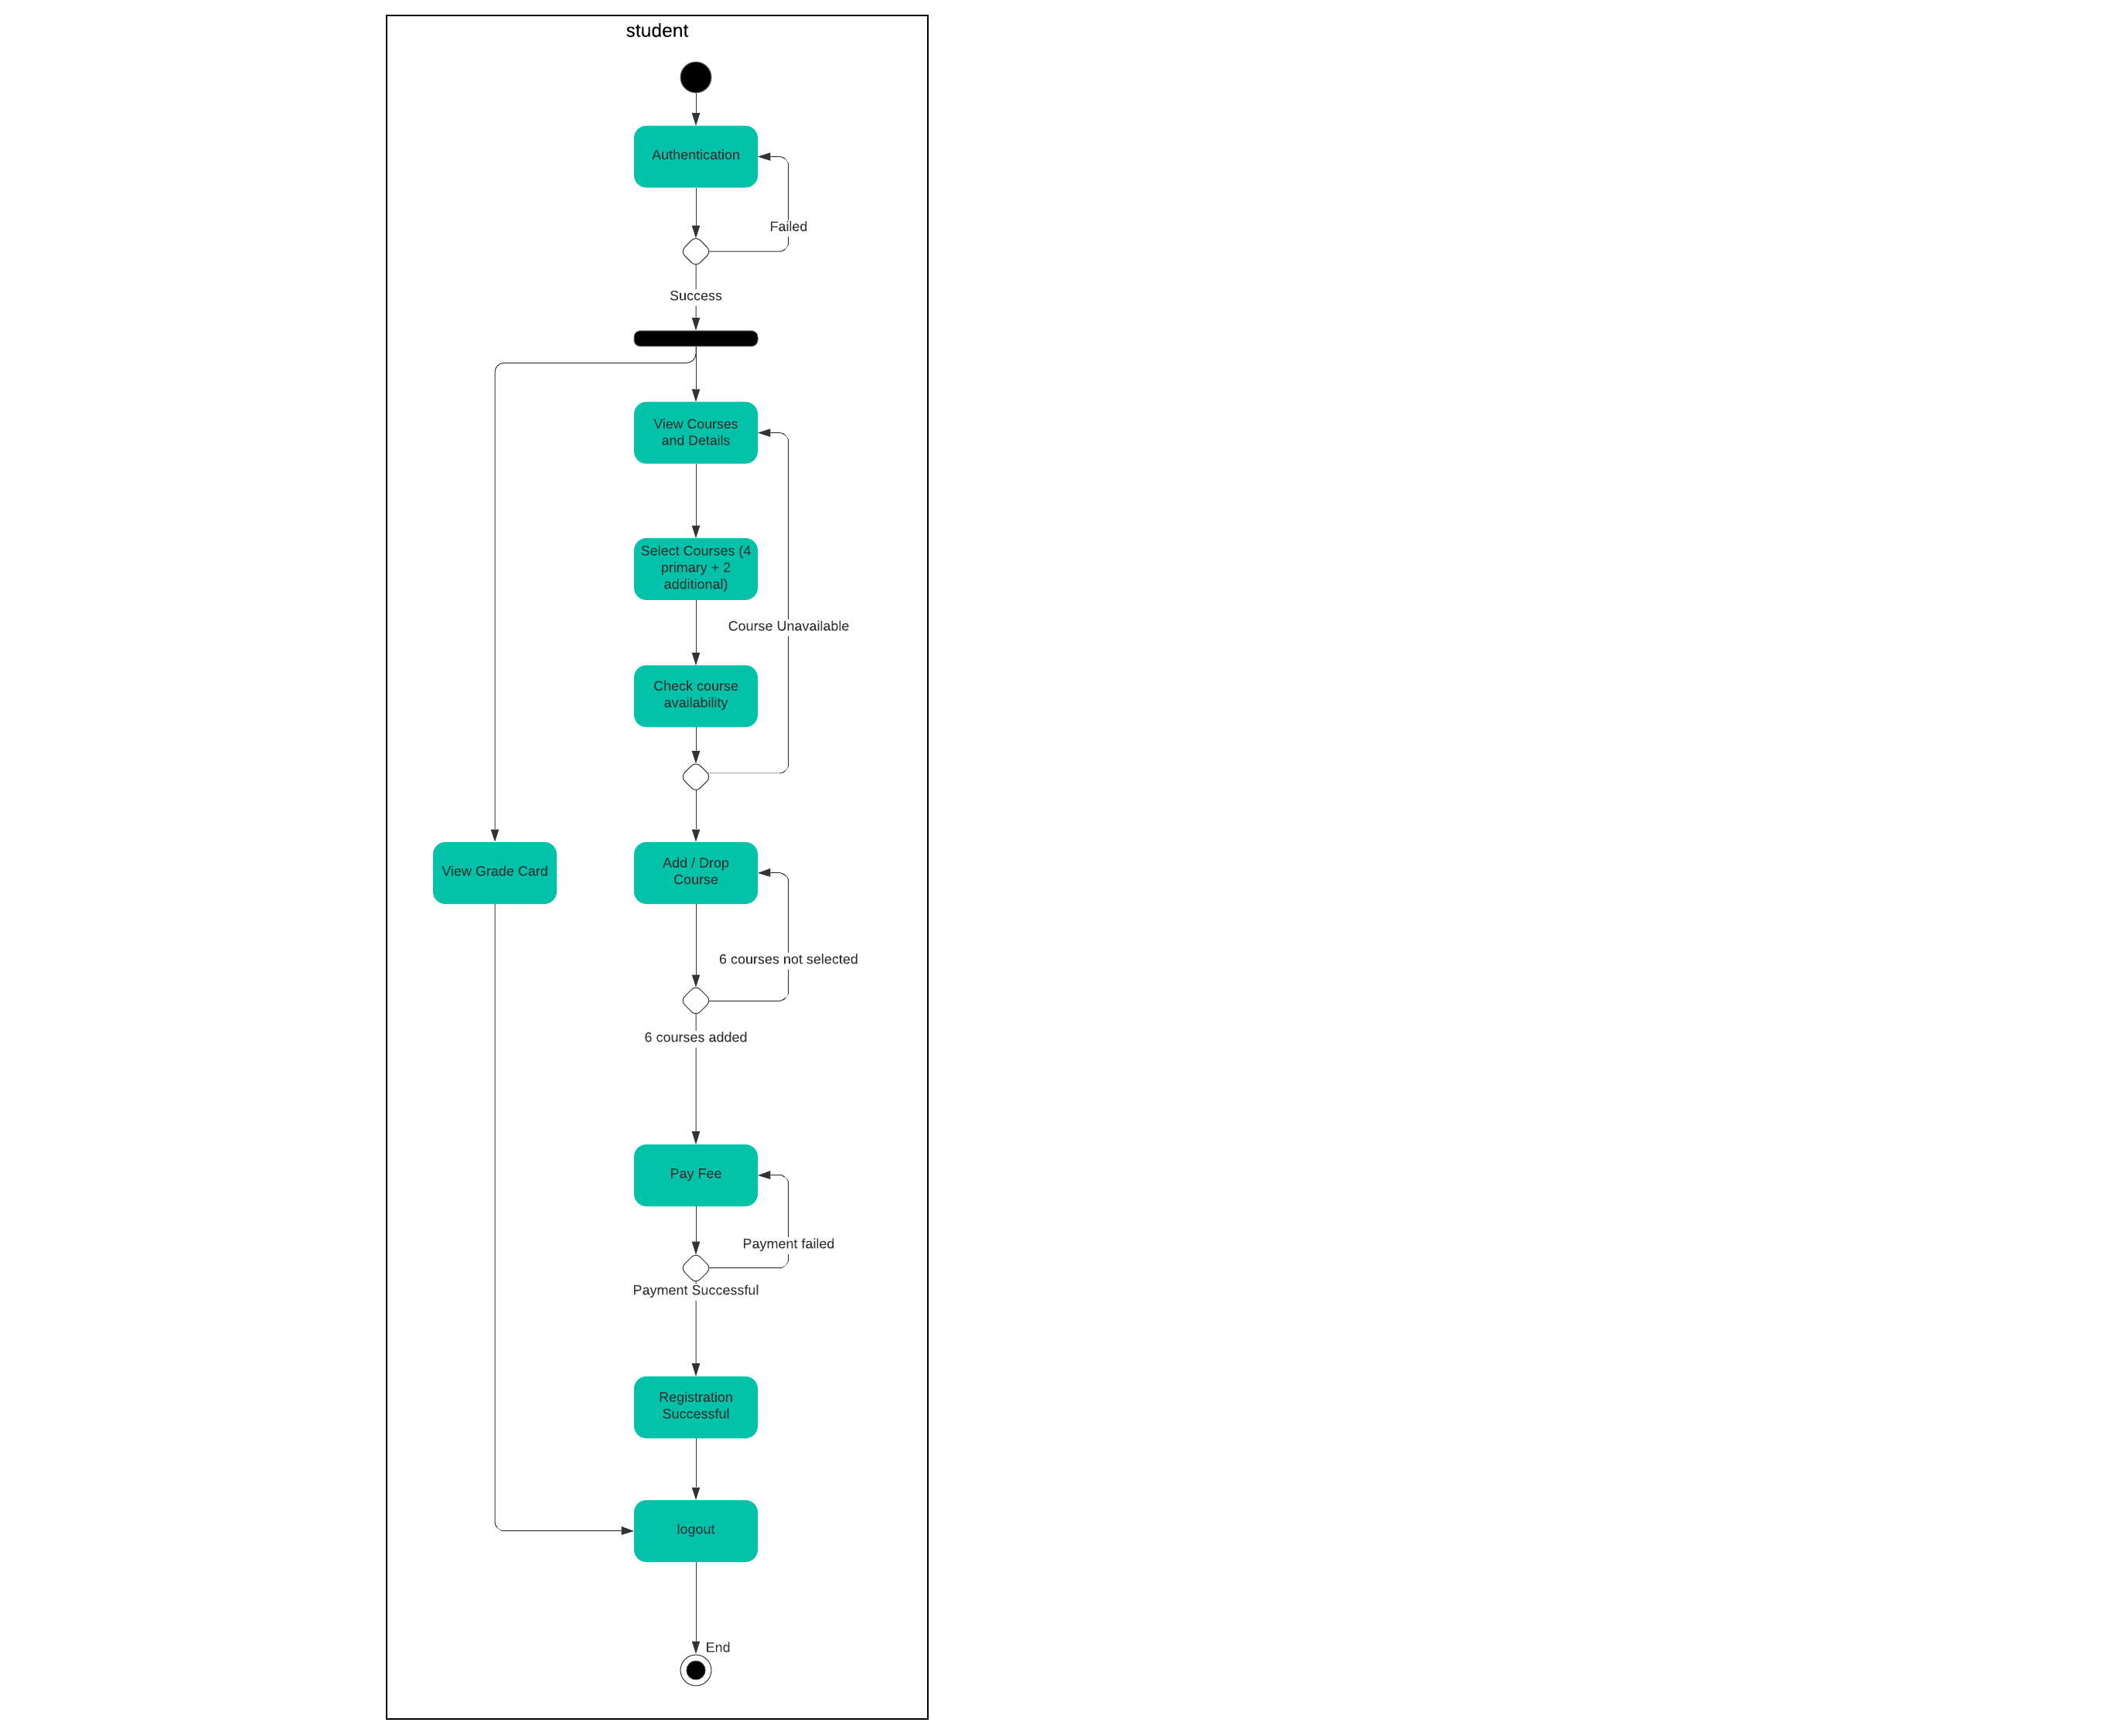 student
Authentication
Failed
Success
View Courses
and Details
Select Courses (4
primary + 2
additional)
Course Unavailable
Check course
availability
View Grade Card
Add / Drop
Course
6 courses not selected
6 courses added
Pay Fee
Payment failed
Payment Successful
Registration
Successful
logout
End